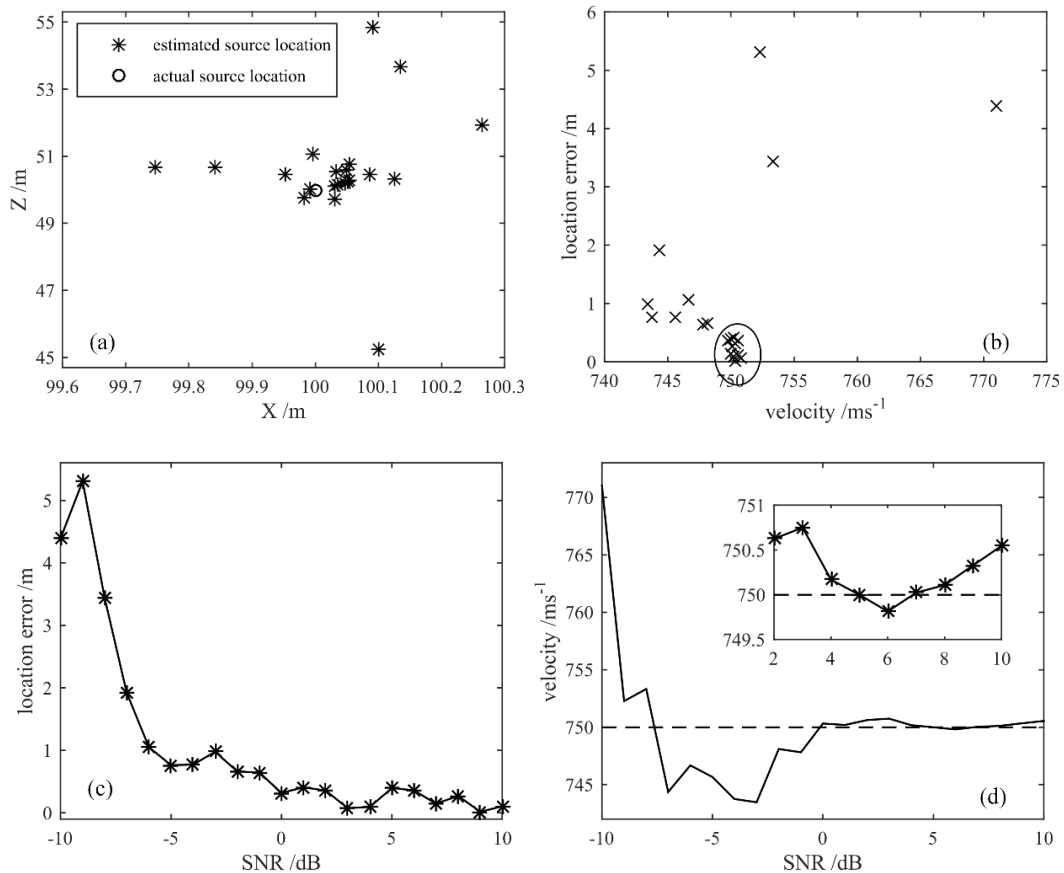 55
53
51
49
47
45
Z /m
estimated source location
actual source location
(a)
99.6 99.7 99.8 99.9 100 100.1 100.2 100.3
X /m
6
5
4
3
2
1
0
location error /m
(b)
740 745 750 755 760 765 770 775
velocity /ms⁻¹
5
4
3
2
1
0
location error /m
(c)
-10 -5 0 5 10
SNR /dB
770
765
760
755
750
745
velocity /ms⁻¹
751
750.5
750
749.5
2 4 6 8 10
(d)
-10 -5 0 5 10
SNR /dB